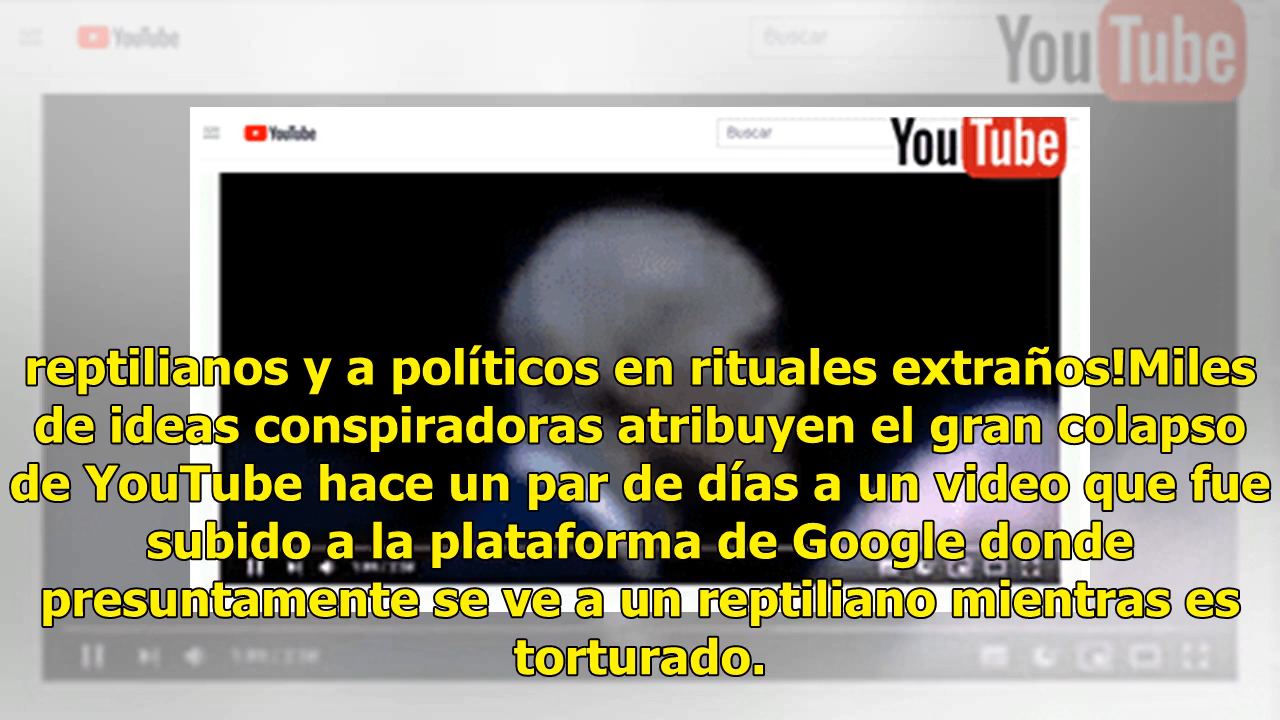 YouTube
Buscar
YouTube
YouTube
Buscar
YouTube
reptilianos y a políticos en rituales extraños!Miles
de ideas conspiradoras atribuyen el gran colapso
de YouTube hace un par de días a un video que fue
subido a la plataforma de Google donde
presuntamente se ve a un reptiliano mientras es
torturado.